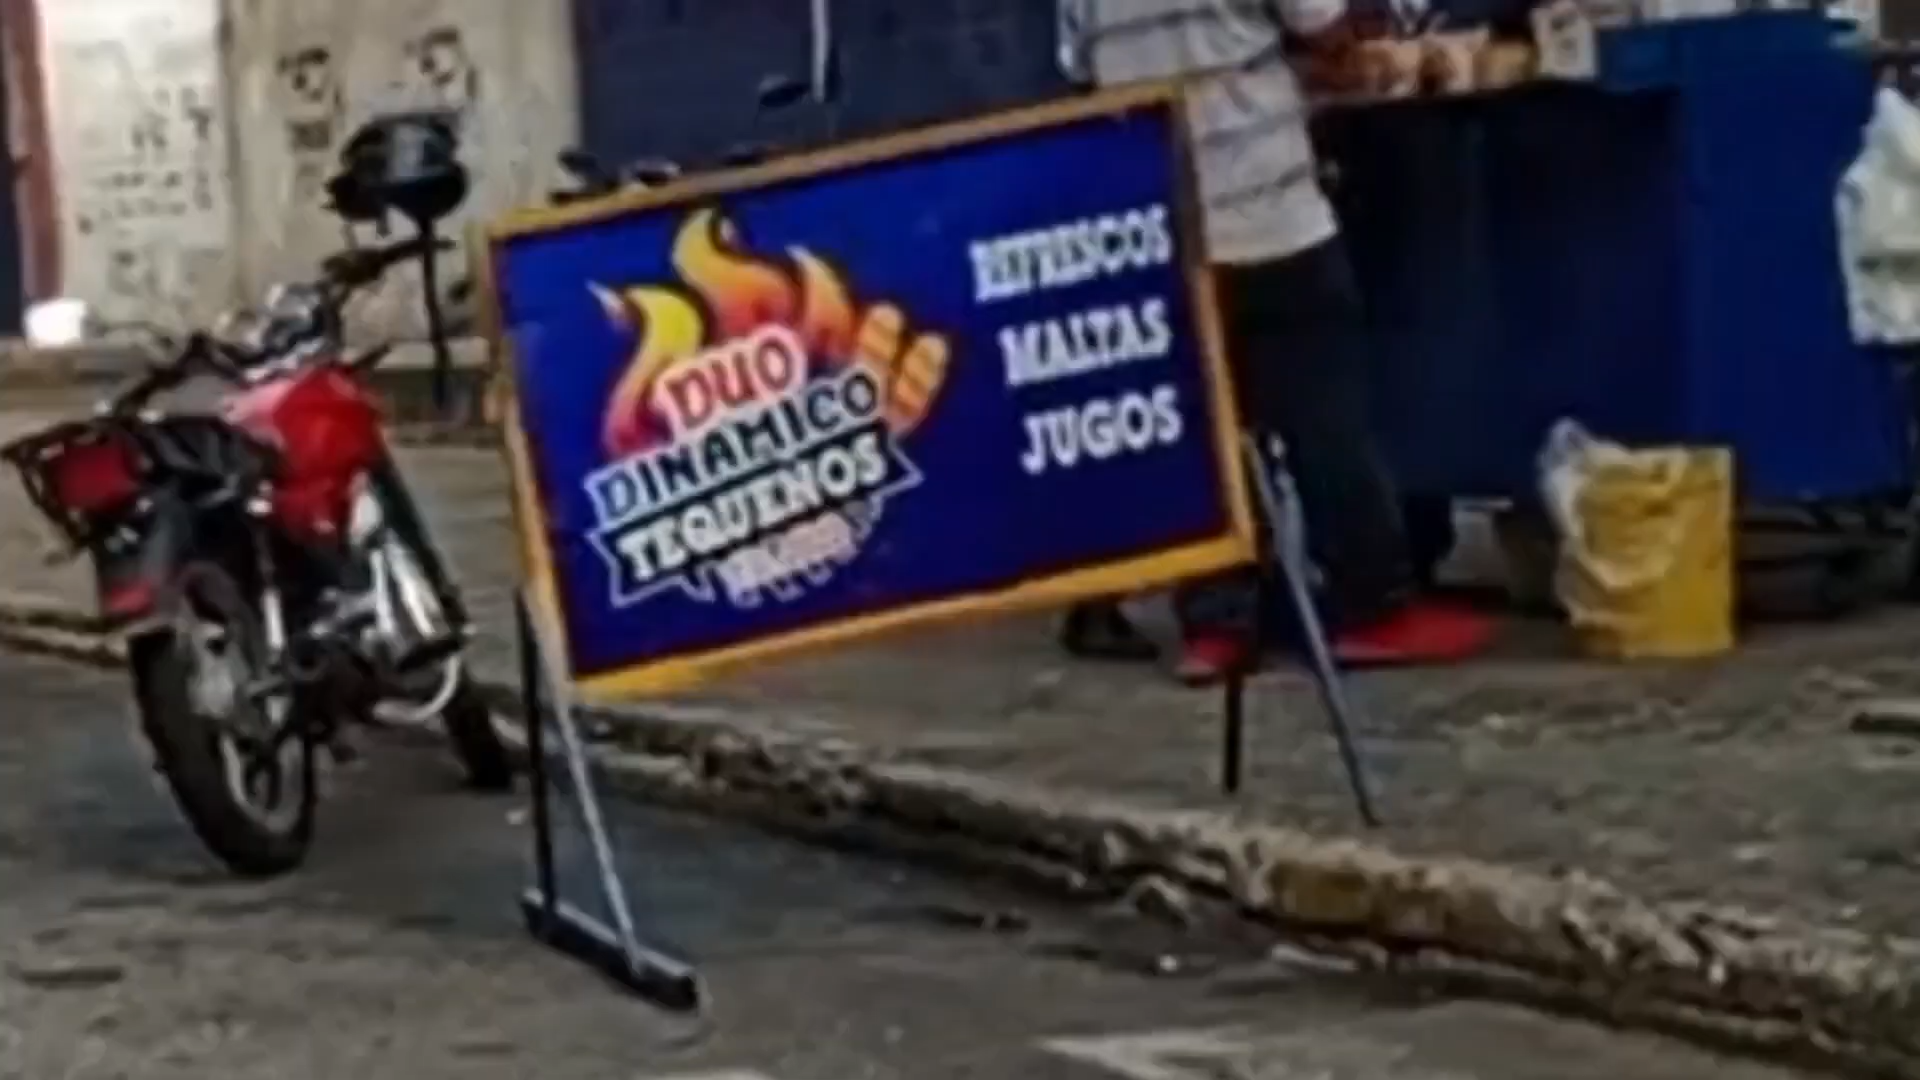 DUO
DINAMICO
TEQUEÑOS
REFRESCOS
MALTAS
JUGOS